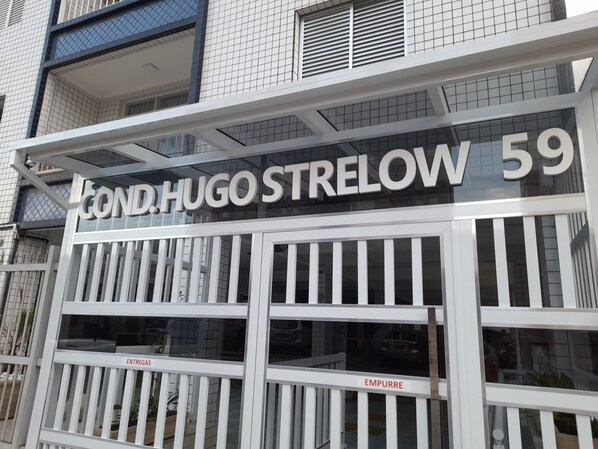 COND. HUGO STRELOW 59
ENTREGAS
EMPURRE